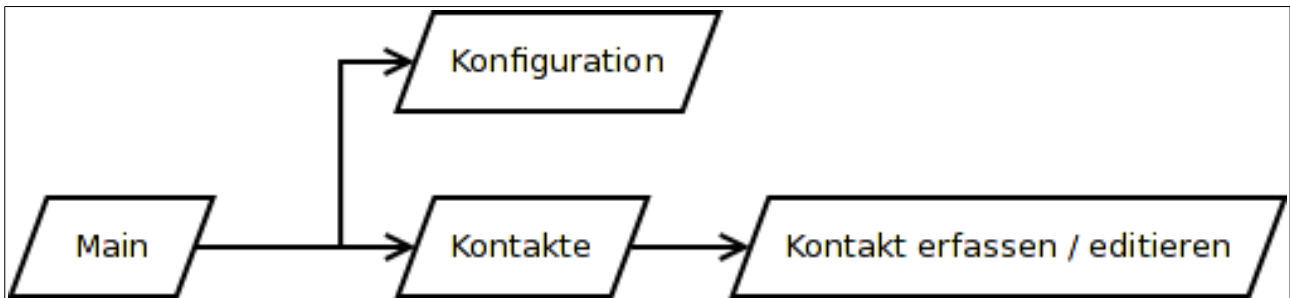 Konfiguration
Main
Kontakte
Kontakt erfassen / editieren